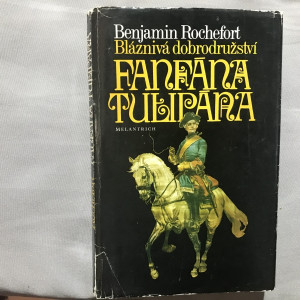 Benjamin Rochefort
Bláznivá dobrodružství
FANFÁNA
TULIPÁNA
MELANTRICH